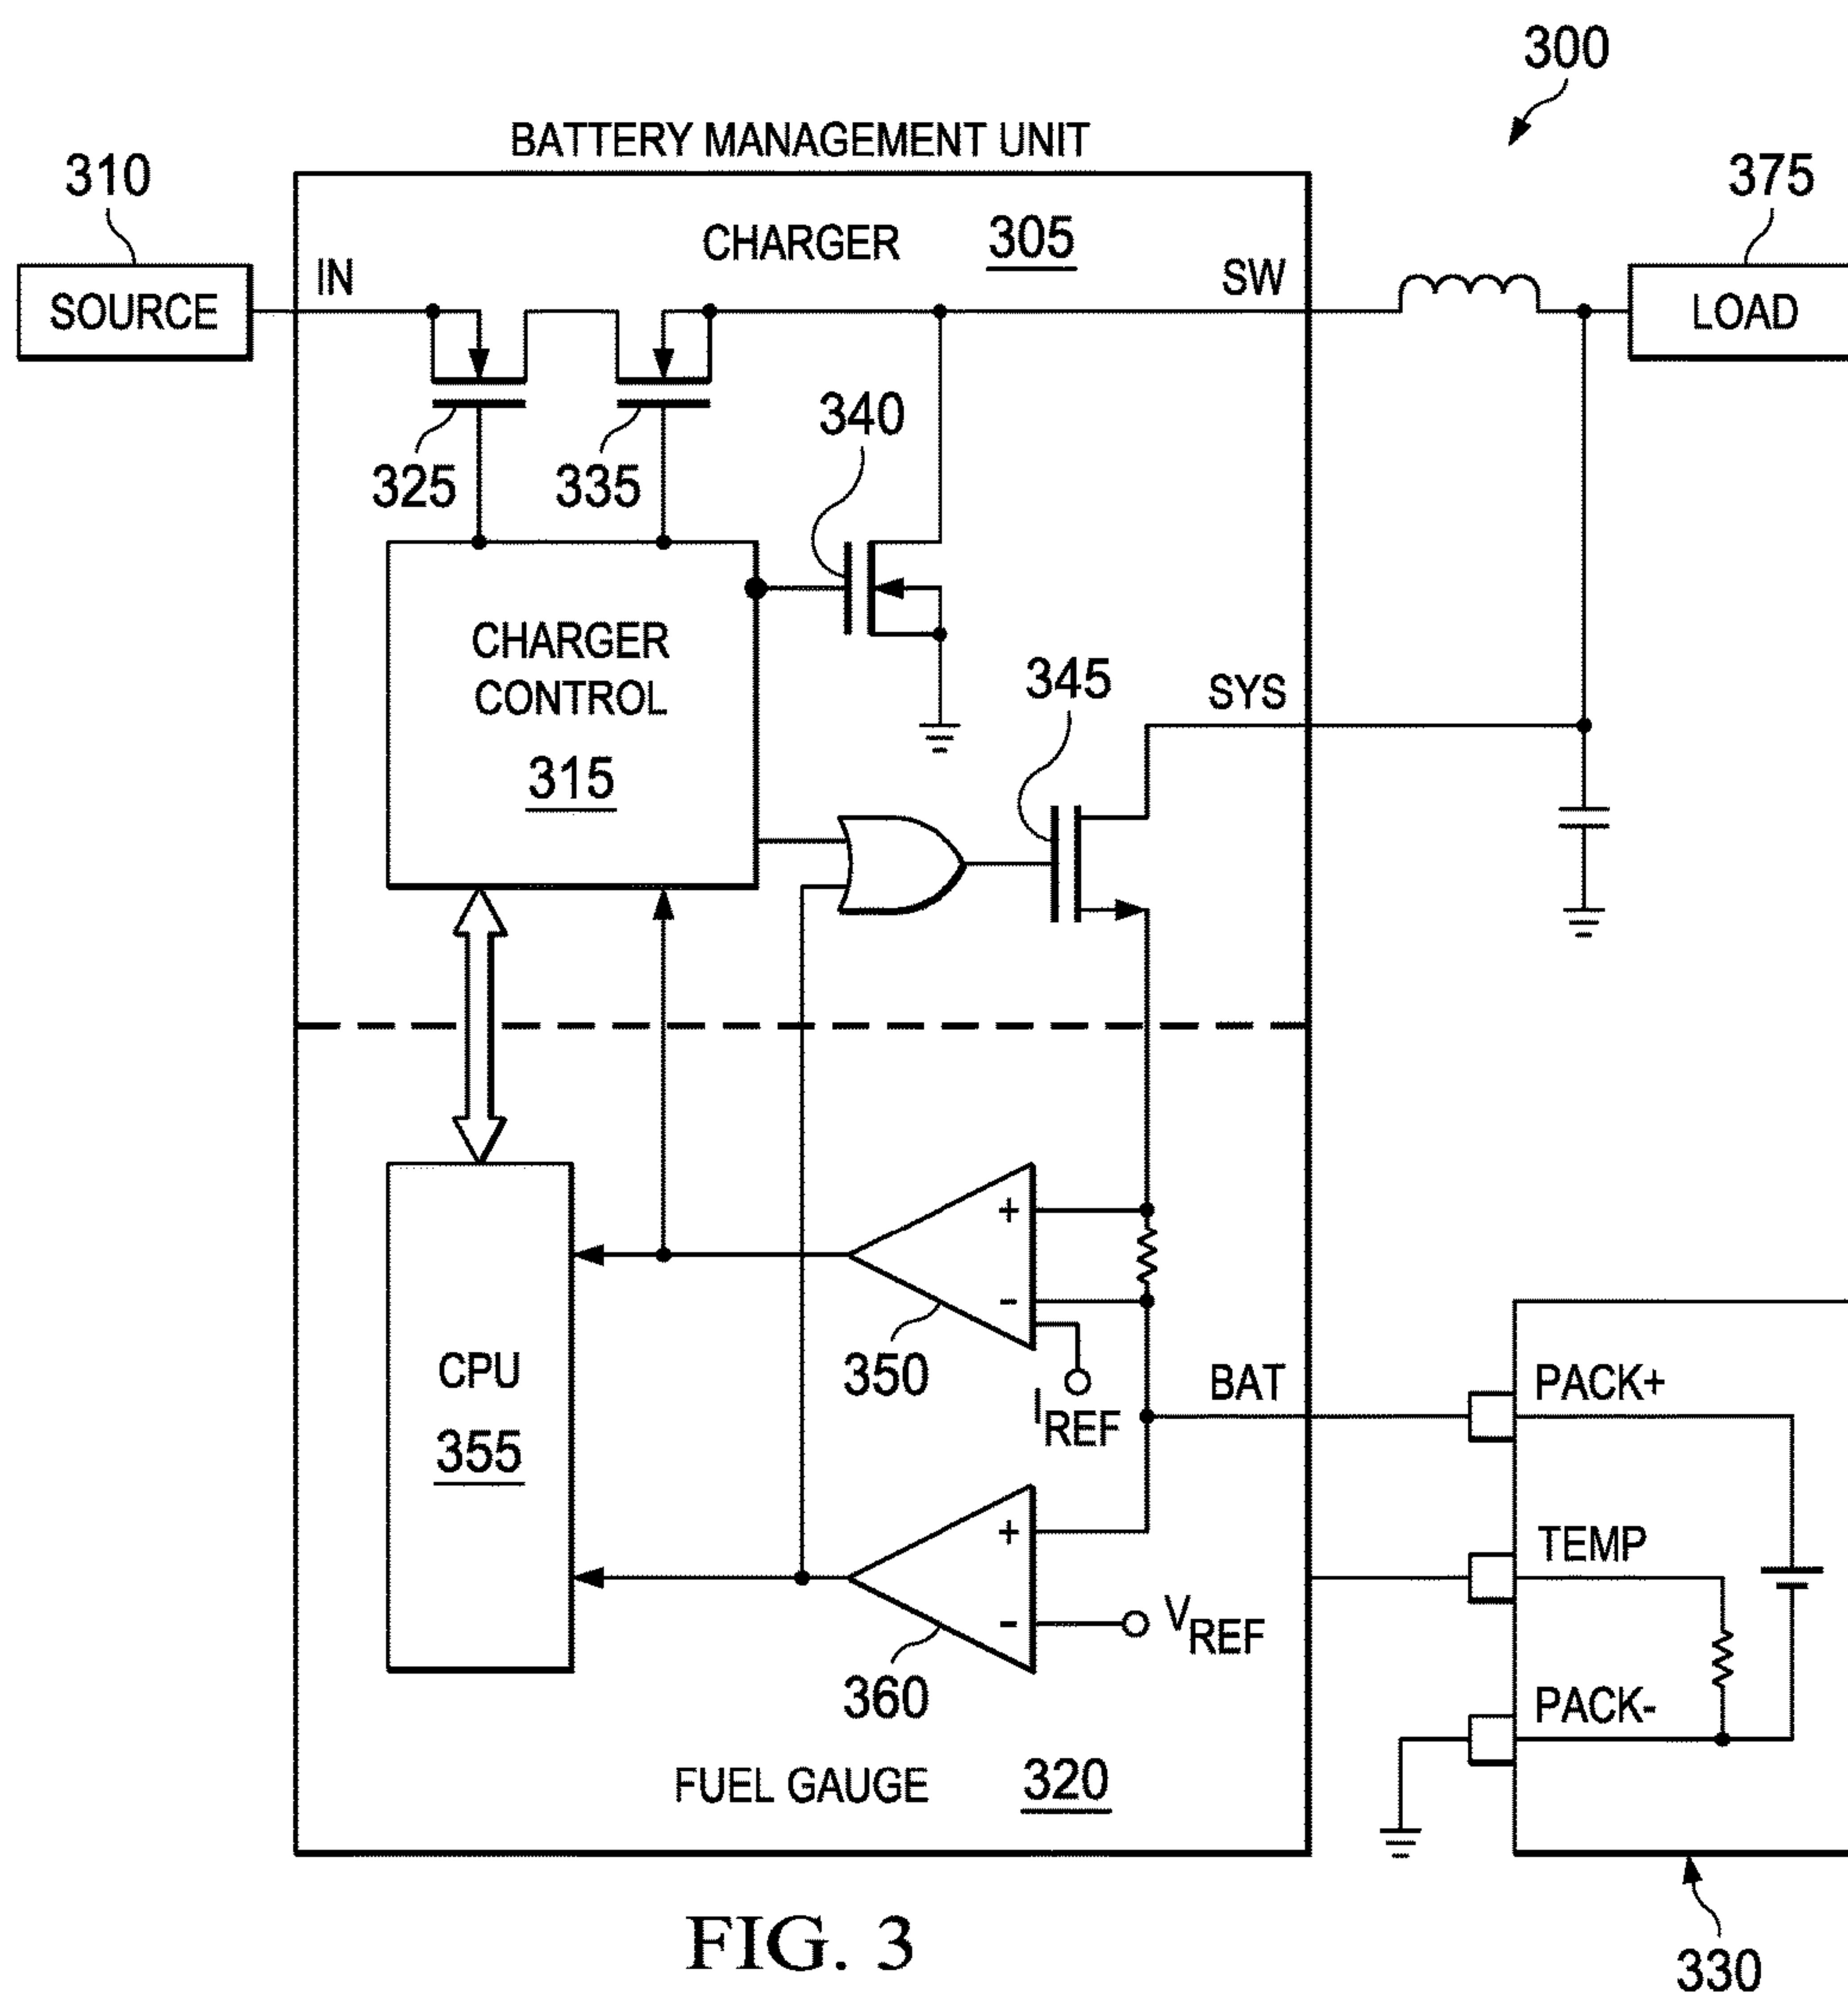 300
BATTERY MANAGEMENT UNIT
310
375
CHARGER 305
IN
SW
SOURCE
LOAD
340
325
335
CHARGER
CONTROL
315
345
SYS
+
-
350
IREF
CPU
355
BAT
PACK+
TEMP
+
-
VREF
360
PACK-
FUEL GAUGE 320
FIG. 3
330